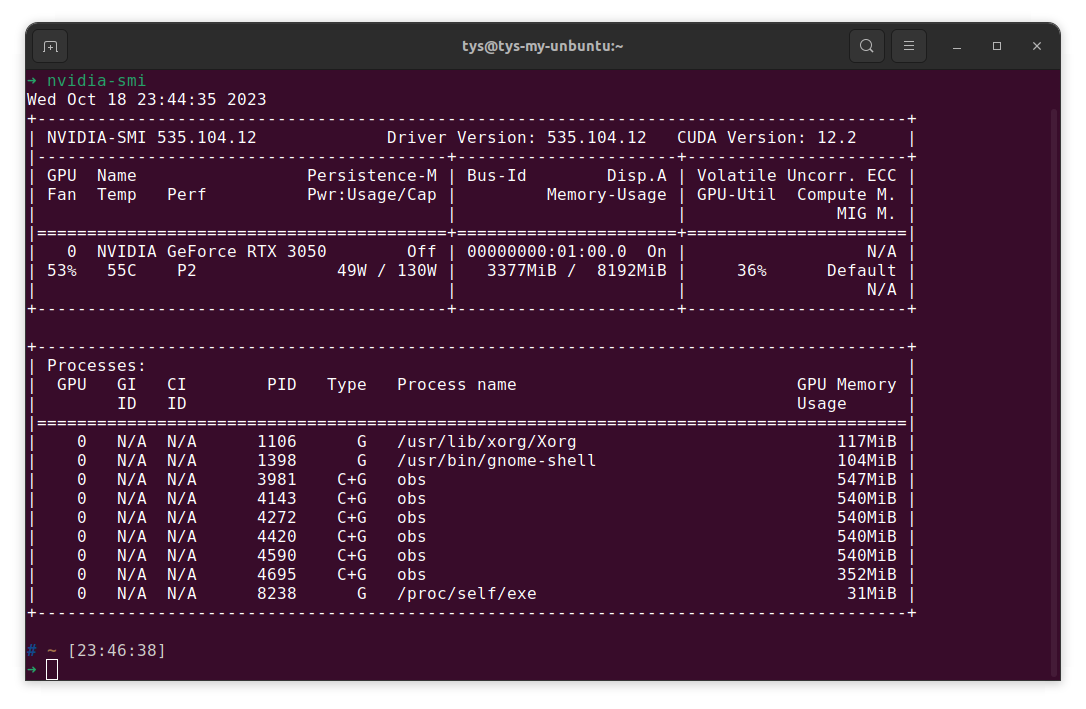 tys@tys-my-unbuntu:~
→ nvidia-smi
Wed Oct 18 23:44:35 2023
+---------------------------------------------------------------------------------------+
| NVIDIA-SMI 535.104.12             Driver Version: 535.104.12   CUDA Version: 12.2     |
|-----------------------------------------+----------------------+----------------------+
| GPU  Name                       Persistence-M | Bus-Id        Disp.A | Volatile Uncorr. ECC |
| Fan  Temp   Perf          Pwr:Usage/Cap |         Memory-Usage | GPU-Util  Compute M. |
|                                         |                      |               MIG M. |
|=========================================+======================+======================|
|   0  NVIDIA GeForce RTX 3050        Off | 00000000:01:00.0  On |                  N/A |
| 53%   55C    P2              49W / 130W |   3377MiB /  8192MiB |     36%      Default |
|                                         |                      |                  N/A |
+-----------------------------------------+----------------------+----------------------+
+---------------------------------------------------------------------------------------+
| Processes:                                                                            |
|  GPU   GI   CI        PID   Type   Process name                            GPU Memory |
|        ID   ID                                                             Usage      |
|=======================================================================================|
|    0   N/A  N/A      1106      G   /usr/lib/xorg/Xorg                          117MiB |
|    0   N/A  N/A      1398      G   /usr/bin/gnome-shell                        104MiB |
|    0   N/A  N/A      3981    C+G   obs                                         547MiB |
|    0   N/A  N/A      4143    C+G   obs                                         540MiB |
|    0   N/A  N/A      4272    C+G   obs                                         540MiB |
|    0   N/A  N/A      4420    C+G   obs                                         540MiB |
|    0   N/A  N/A      4590    C+G   obs                                         540MiB |
|    0   N/A  N/A      4695    C+G   obs                                         352MiB |
|    0   N/A  N/A      8238      G   /proc/self/exe                               31MiB |
+---------------------------------------------------------------------------------------+
# ~ [23:46:38]
→